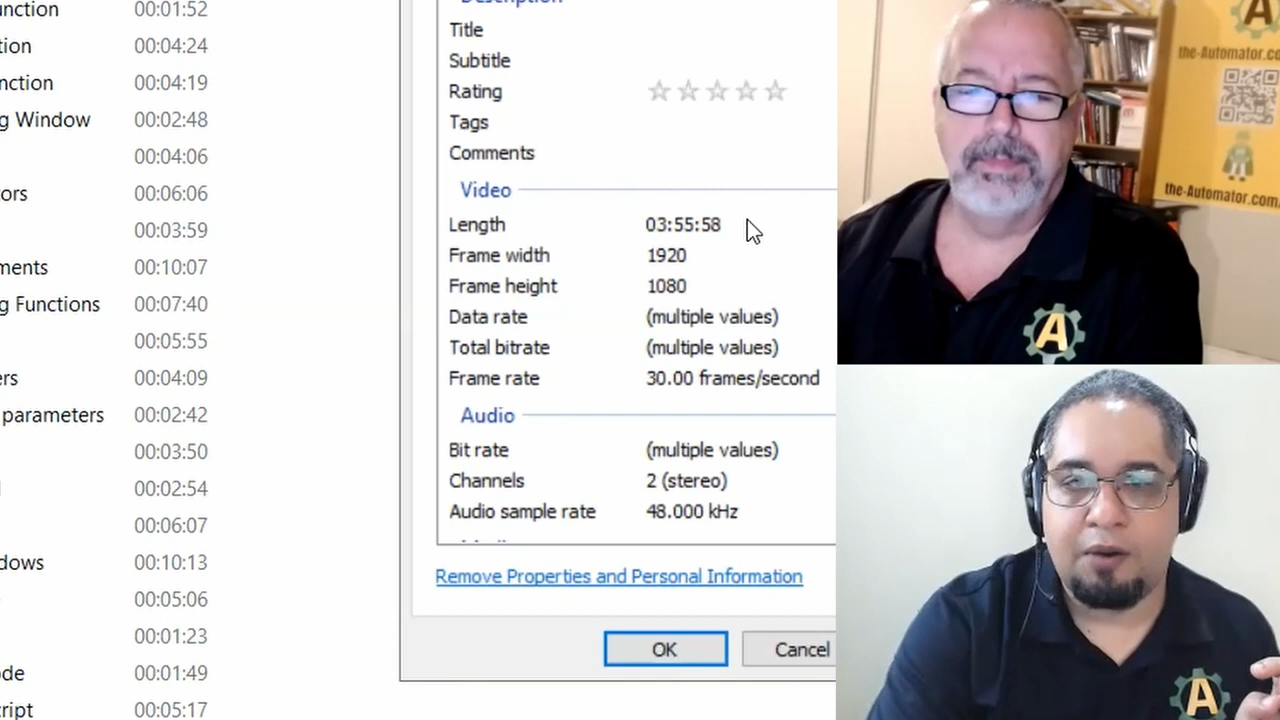 unction 00:01:52
tion 00:04:24
nction 00:04:19
g Window 00:02:48
00:04:06
tors 00:06:06
00:03:59
ments 00:10:07
g Functions 00:07:40
00:05:55
ers 00:04:09
parameters 00:02:42
00:03:50
00:02:54
00:06:07
dows 00:10:13
00:05:06
00:01:23
ode 00:01:49
cript 00:05:17
Description
Title
Subtitle
Rating
Tags
Comments
Video
Length 03:55:58
Frame width 1920
Frame height 1080
Data rate (multiple values)
Total bitrate (multiple values)
Frame rate 30.00 frames/second
Audio
Bit rate (multiple values)
Channels 2 (stereo)
Audio sample rate 48.000 kHz
Remove Properties and Personal Information
OK Cancel
A
the-Automator.co
the-Automator.com
A
A